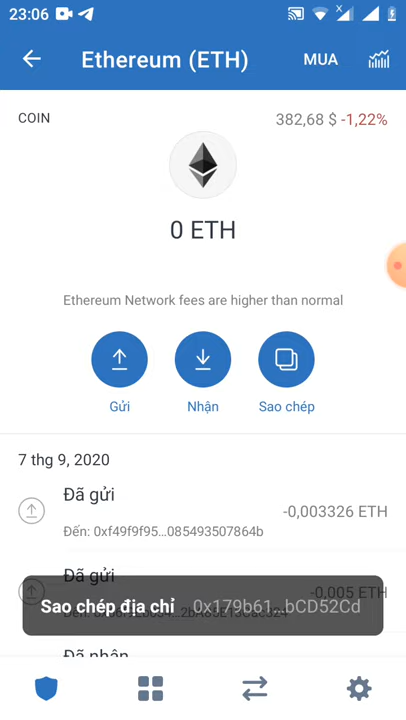 23:06
Ethereum (ETH)
MUA
COIN
382,68 $ -1,22%
0 ETH
Ethereum Network fees are higher than normal
Gửi
Nhận
Sao chép
7 thg 9, 2020
Đã gửi
-0,003326 ETH
Đến: 0xf49f9f95...085493507864b
Đã gửi
-0,005 ETH
Sao chép địa chỉ 0x179b61...bCD52Cd
Đã nhận